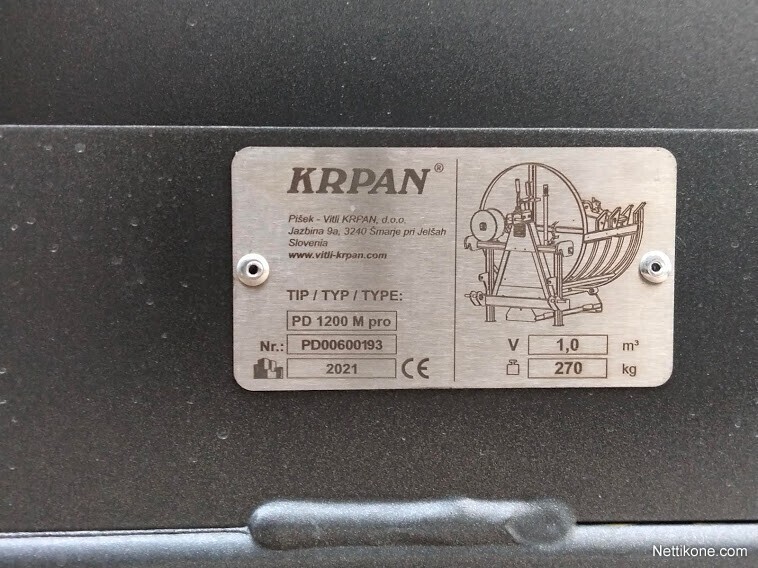 KRPAN®
Pišek - Vitli KRPAN, d.o.o.
Jazbina 9a, 3240 Šmarje pri Jelšah
Slovenia
www.vitli-krpan.com
TIP / TYP / TYPE:
PD 1200 M pro
Nr.: PD00600193
2021 CE
V 1,0 m³
270 kg
Nettikone.com